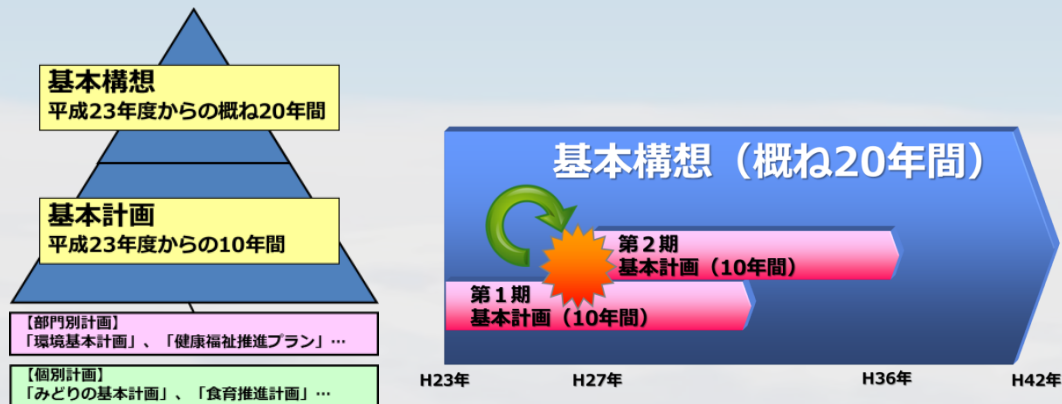 基本構想
平成23年度からの概ね20年間
基本計画
平成23年度からの10年間
【部門別計画】
「環境基本計画」、「健康福祉推進プラン」…
【個別計画】
「みどりの基本計画」、「食育推進計画」…
基本構想（概ね20年間）
第２期
基本計画（10年間）
第１期
基本計画（10年間）
H23年
H27年
H36年
H42年